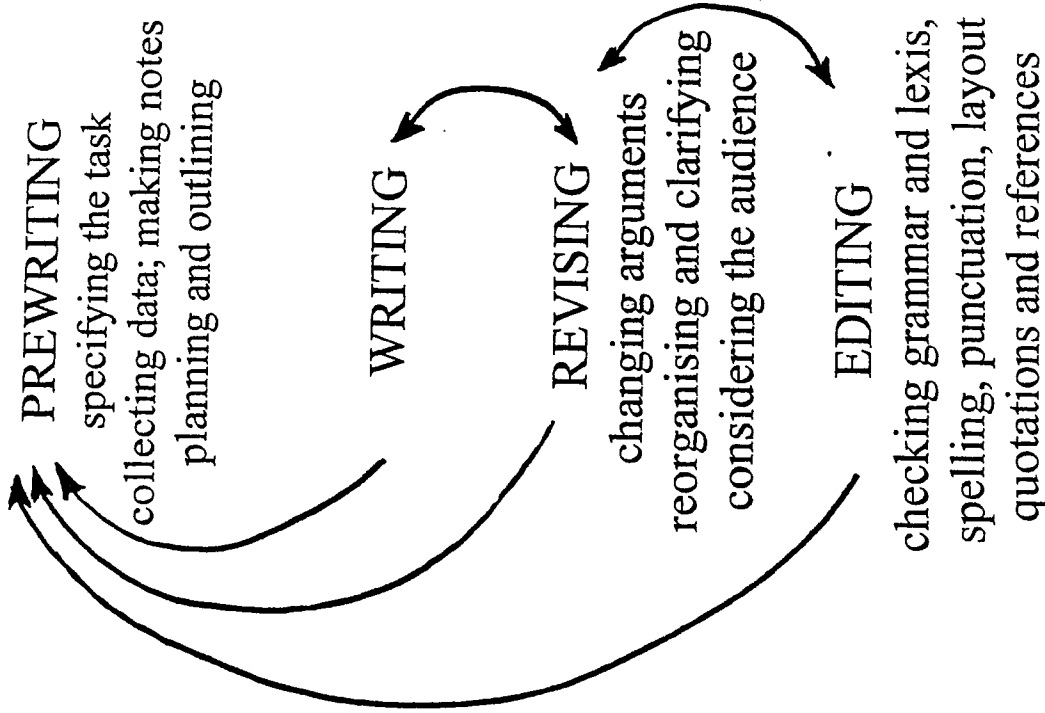 PREWRITING
specifying the task
collecting data; making notes
planning and outlining
WRITING
REVISING
changing arguments
reorganising and clarifying
considering the audience
EDITING
checking grammar and lexis,
spelling, punctuation, layout
quotations and references